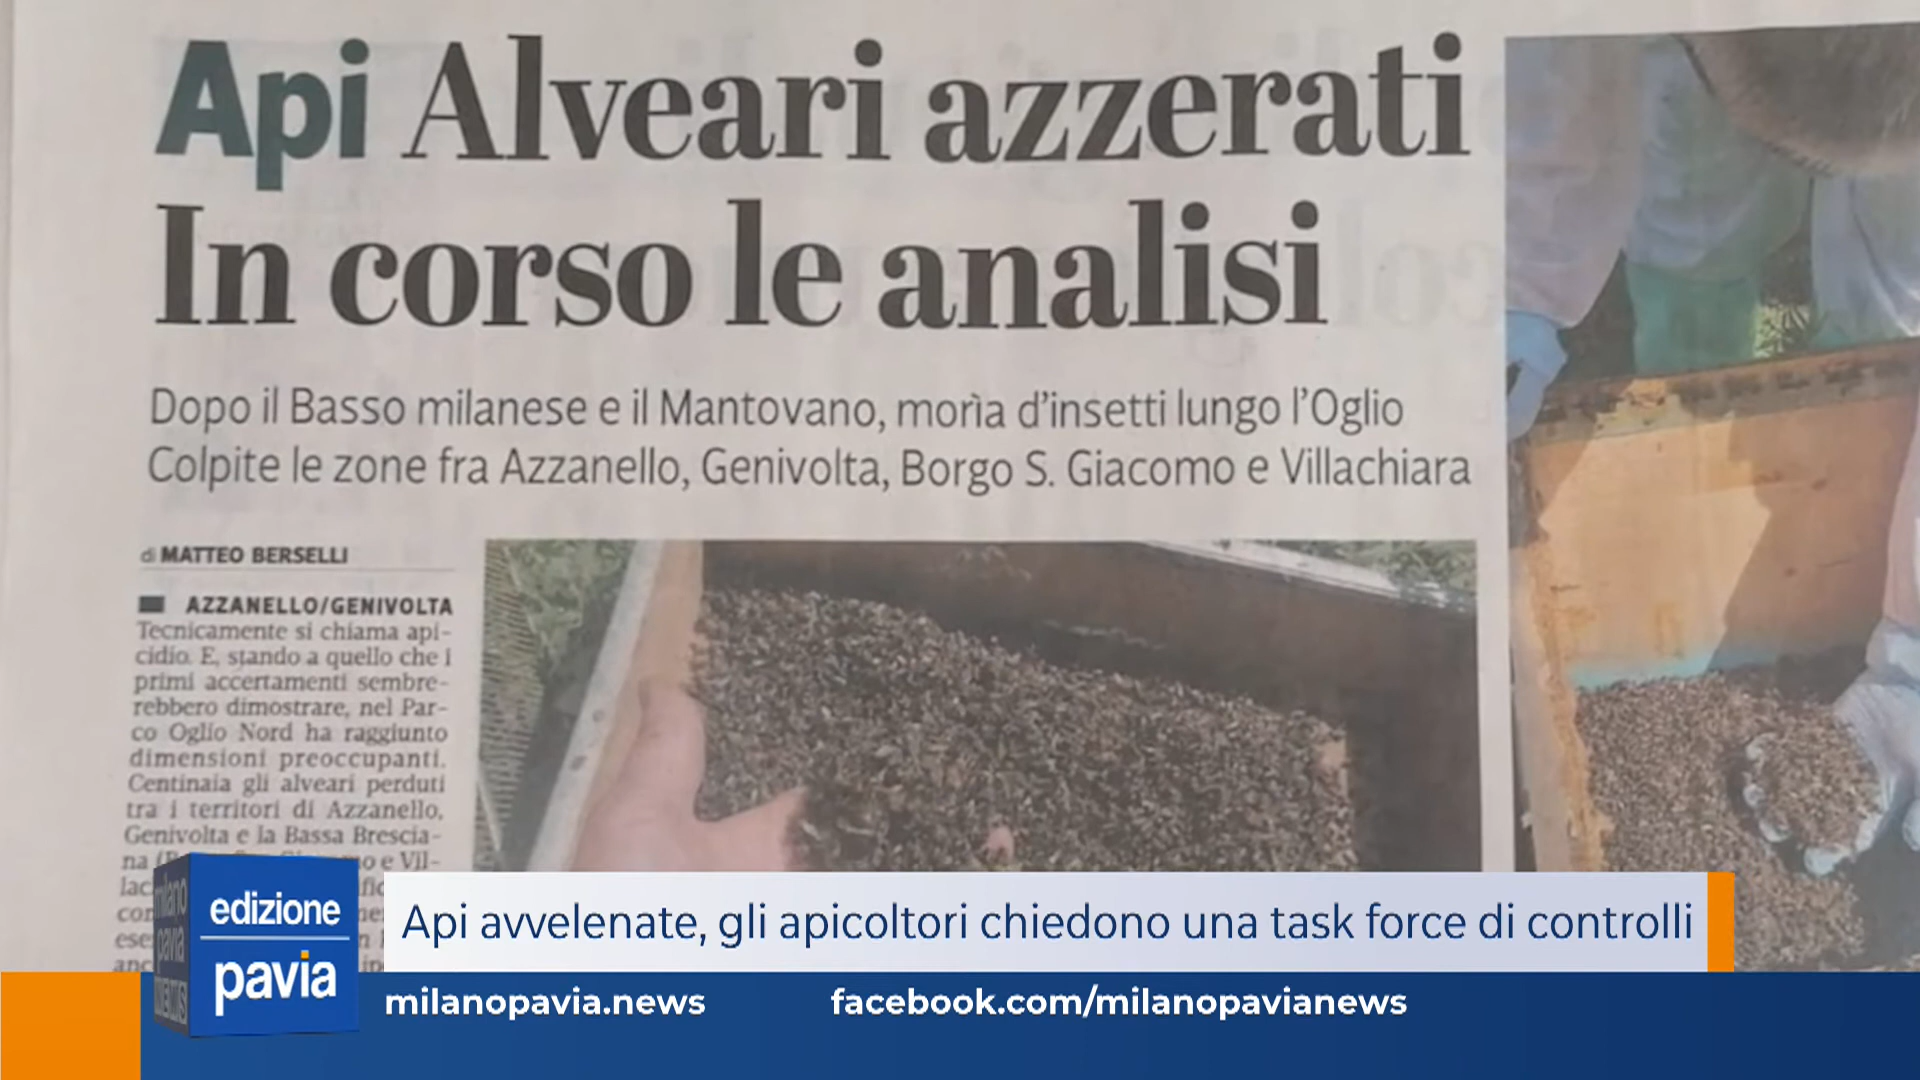 Api Alveari azzerati
In corso le analisi
Dopo il Basso milanese e il Mantovano, morìa d'insetti lungo l'Oglio
Colpite le zone fra Azzanello, Genivolta, Borgo S. Giacomo e Villachiara
di MATTEO BERSELLI
AZZANELLO/GENIVOLTA
Tecnicamente si chiama api-
cidio. E, stando a quello che i
primi accertamenti sembre-
rebbero dimostrare, nel Par-
co Oglio Nord ha raggiunto
dimensioni preoccupanti.
Centinaia gli alveari perduti
tra i territori di Azzanello,
Genivolta e la Bassa Brescia-
na o e Vil-
edizione
pavia
milano
pavia
NEWS
Api avvelenate, gli apicoltori chiedono una task force di controlli
milanopavia.news
facebook.com/milanopavianews